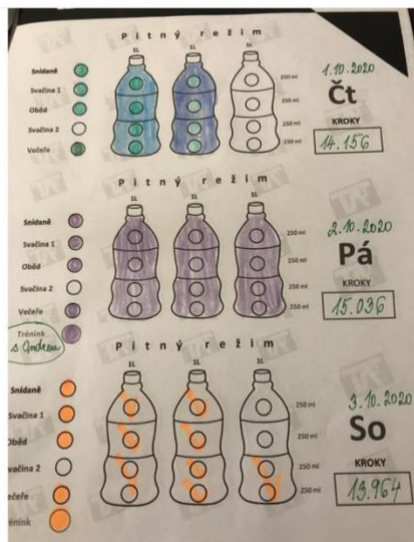 Pitný režim
1L 1L 1L
Snídaně
Svačina 1
Oběd
Svačina 2
Večeře
250 ml
250 ml
250 ml
250 ml
1.10.2020
Čt
KROKY
14.156
Pitný režim
1L 1L 1L
Snídaně
Svačina 1
Oběd
Svačina 2
Večeře
Trénink
s Andreou
250 ml
250 ml
250 ml
250 ml
2.10.2020
Pá
KROKY
15.036
Pitný režim
1L 1L 1L
Snídaně
Svačina 1
Oběd
vačina 2
ečeře
rénink
250 ml
250 ml
250 ml
250 ml
3.10.2020
So
KROKY
13.964